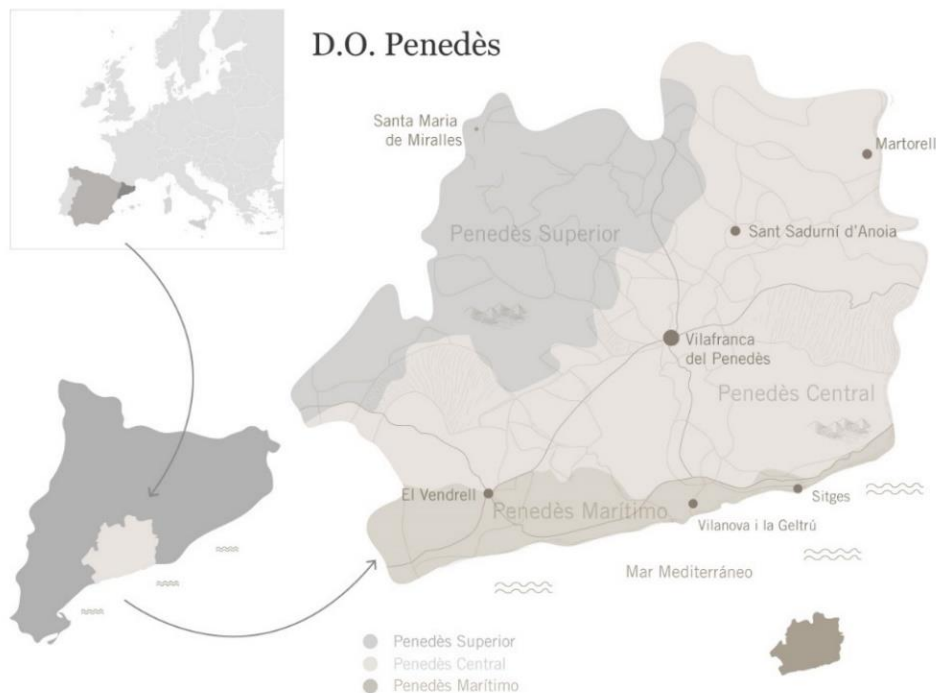 D.O. Penedès
Santa Maria
de Miralles
Martorell
Penedès Superior
Sant Sadurní d'Anoia
Vilafranca
del Penedès
Penedès Central
El Vendrell
Penedès Marítimo
Sitges
Vilanova i la Geltrú
Mar Mediterráneo
Penedès Superior
Penedès Central
Penedès Marítimo